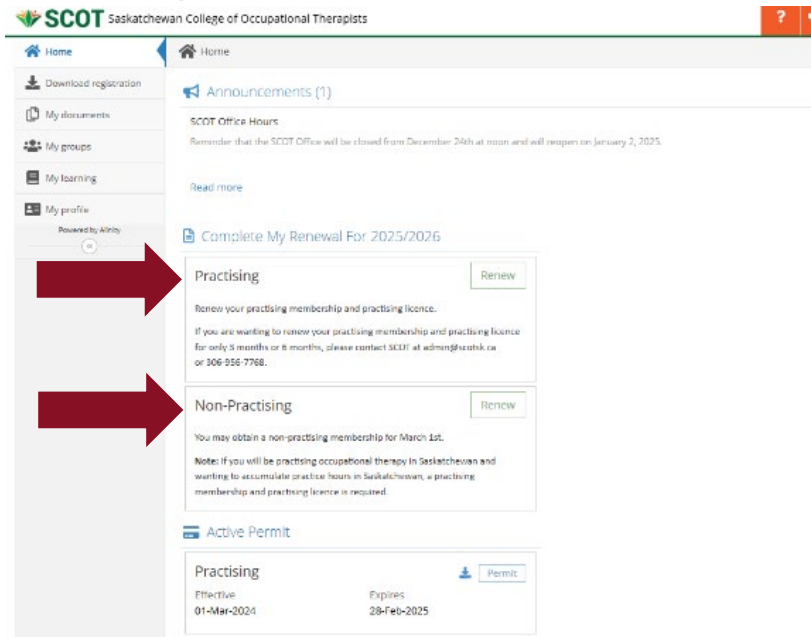 SCOT Saskatchewan College of Occupational Therapists
?
Home
Home
Download registration
My documents
My groups
My learning
My profile
Powered by Alinity
Announcements (1)
SCOT Office Hours
Reminder that the SCOT Office will be closed from December 24th at noon and will reopen on January 2, 2025.
Read more
Complete My Renewal For 2025/2026
Practising
Renew
Renew your practising membership and practising licence.
If you are wanting to renew your practising membership and practising licence
for only 3 months or 6 months, please contact SCOT at admin@scotsk.ca
or 306-956-7768.
Non-Practising
Renew
You may obtain a non-practising membership for March 1st.
Note: If you will be practising occupational therapy in Saskatchewan and
wanting to accumulate practice hours in Saskatchewan, a practising
membership and practising licence is required.
Active Permit
Practising
Permit
Effective Expires
01-Mar-2024 28-Feb-2025